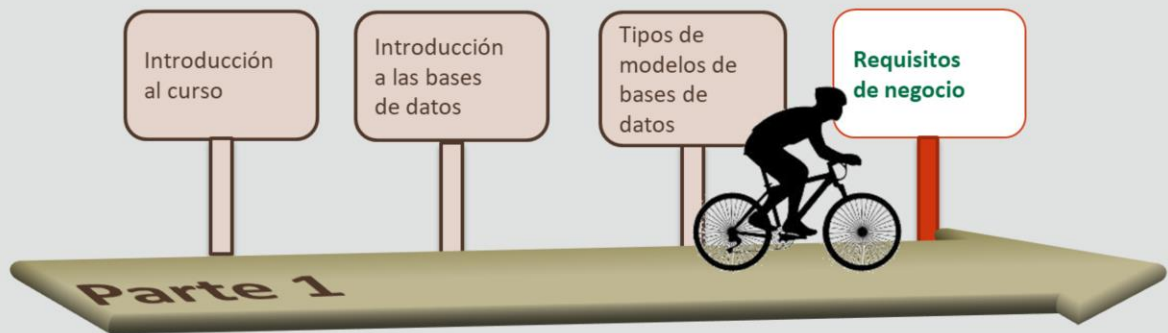 Introducción
al curso
Introducción
a las bases
de datos
Tipos de
modelos de
bases de
datos
Requisitos
de negocio
Parte 1